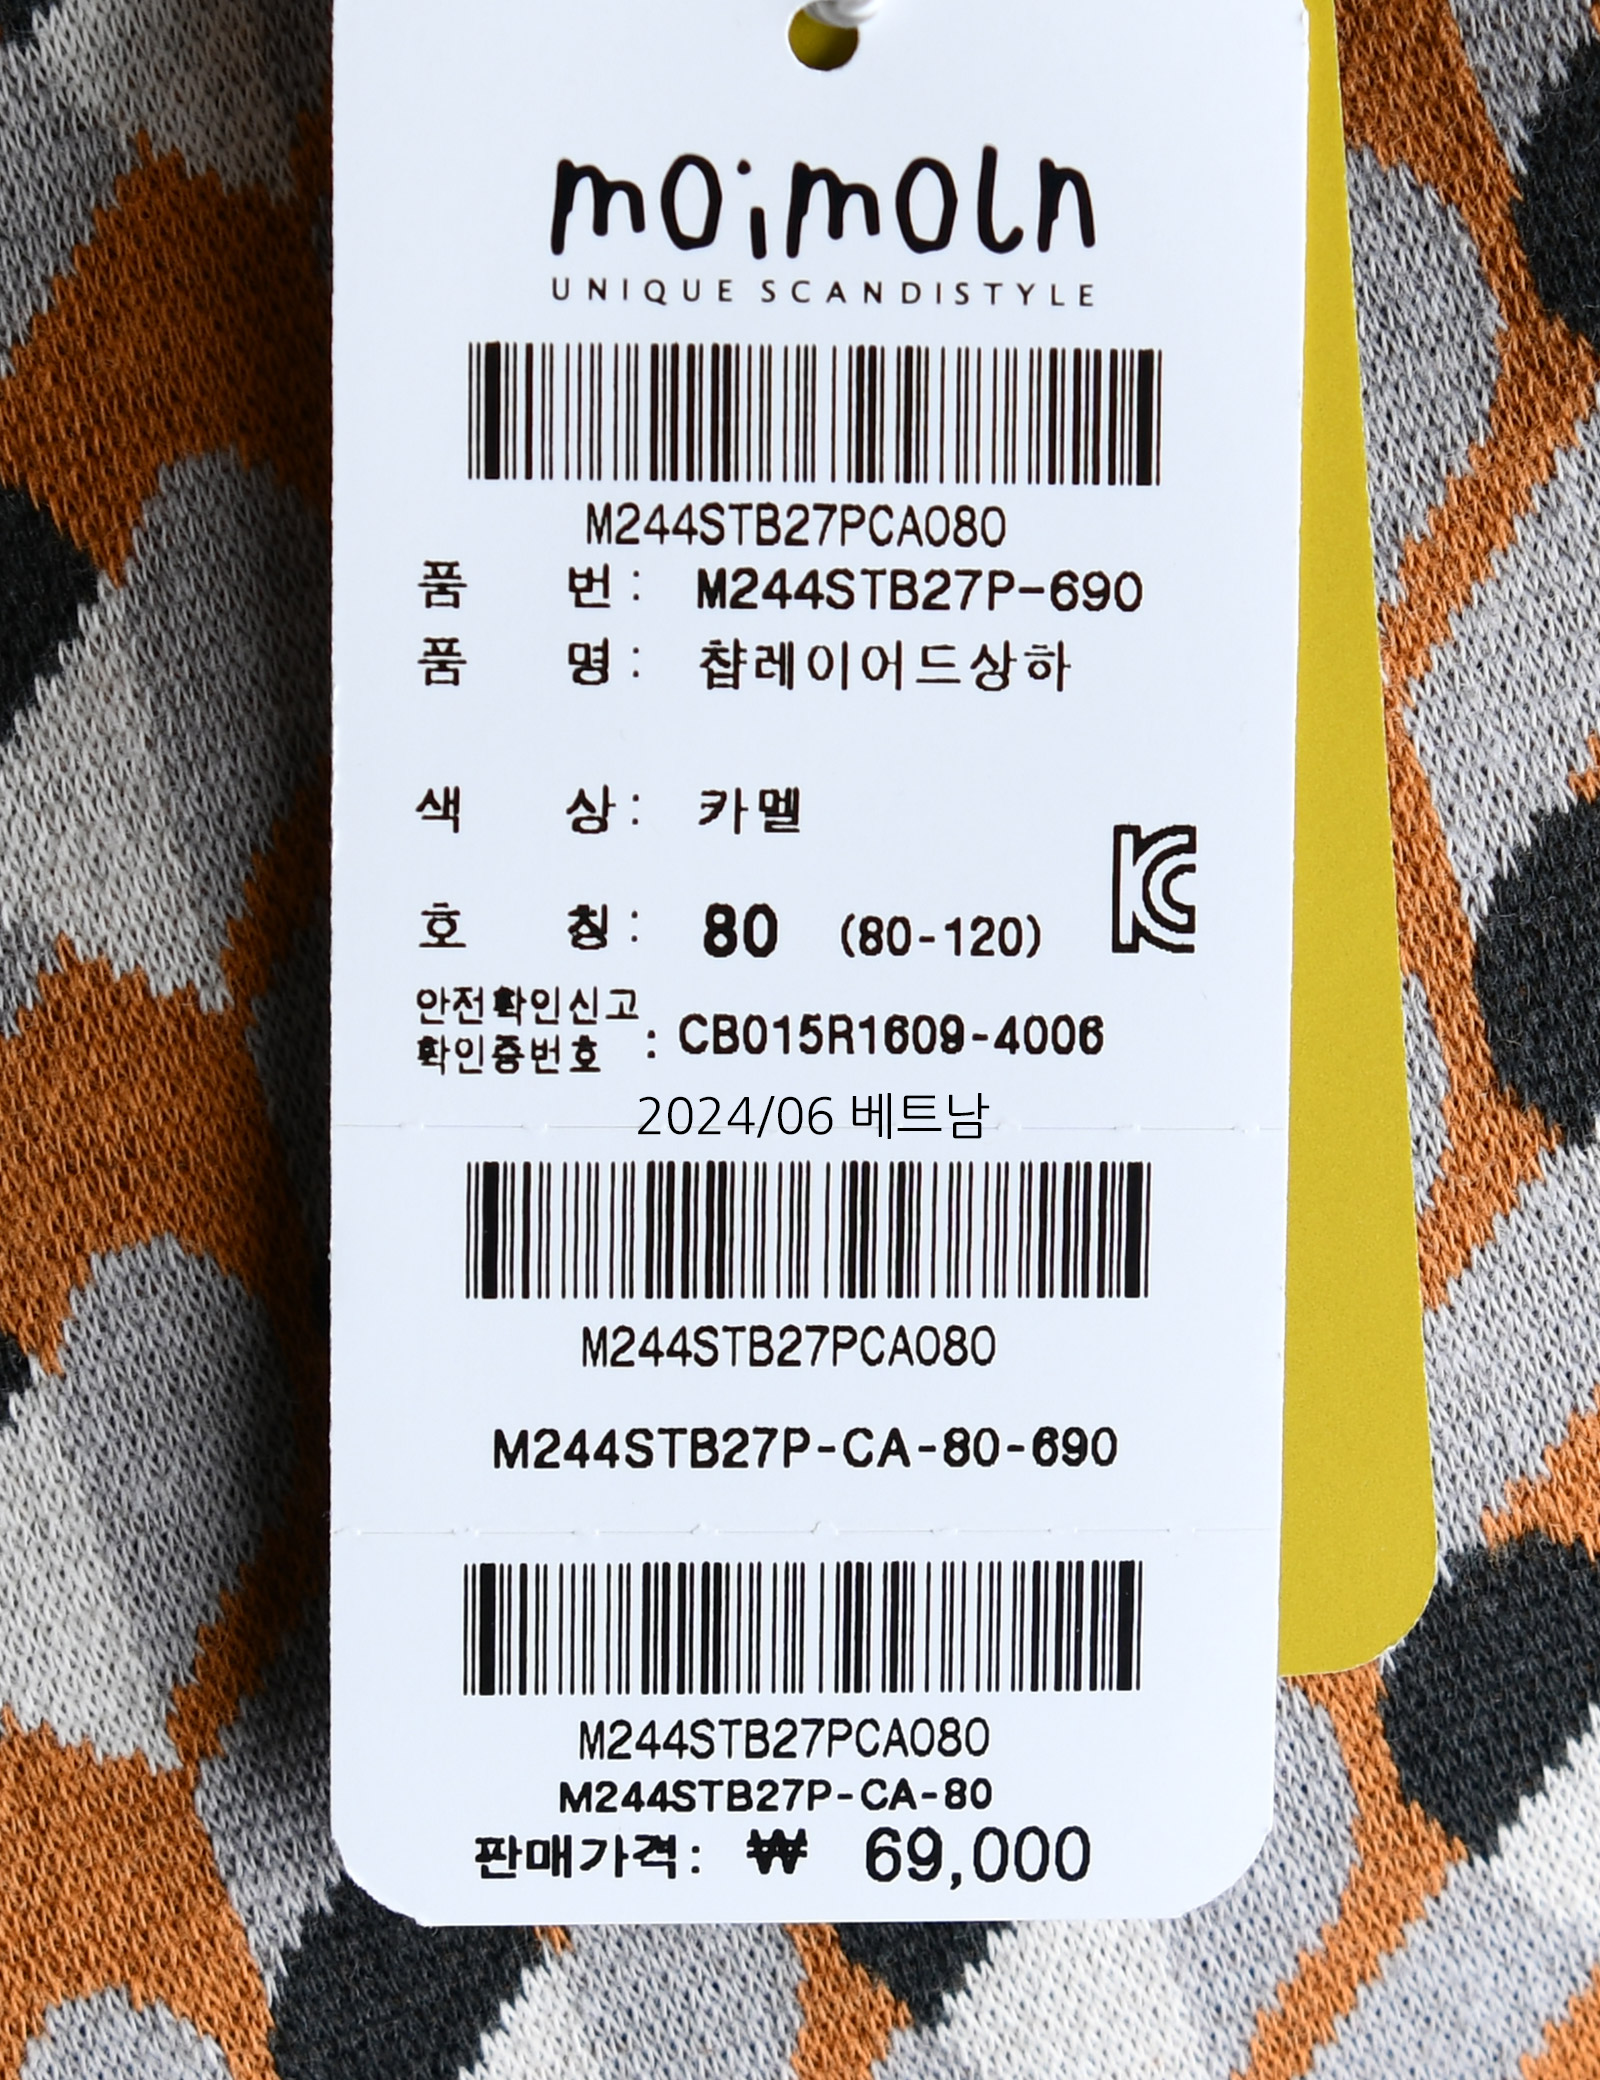 moimoln
UNIQUE SCANDISTYLE
M244STB27PCA080
품 번 : M244STB27P-690
품 명 : 챱레이어드상하
색 상 : 카멜
호 칭 : 80 (80-120)
안전확인신고
확인증번호 : CB015R1609-4006
2024/06 베트남
M244STB27PCA080
M244STB27P-CA-80-690
M244STB27PCA080
M244STB27P-CA-80
판매가격: ₩ 69,000